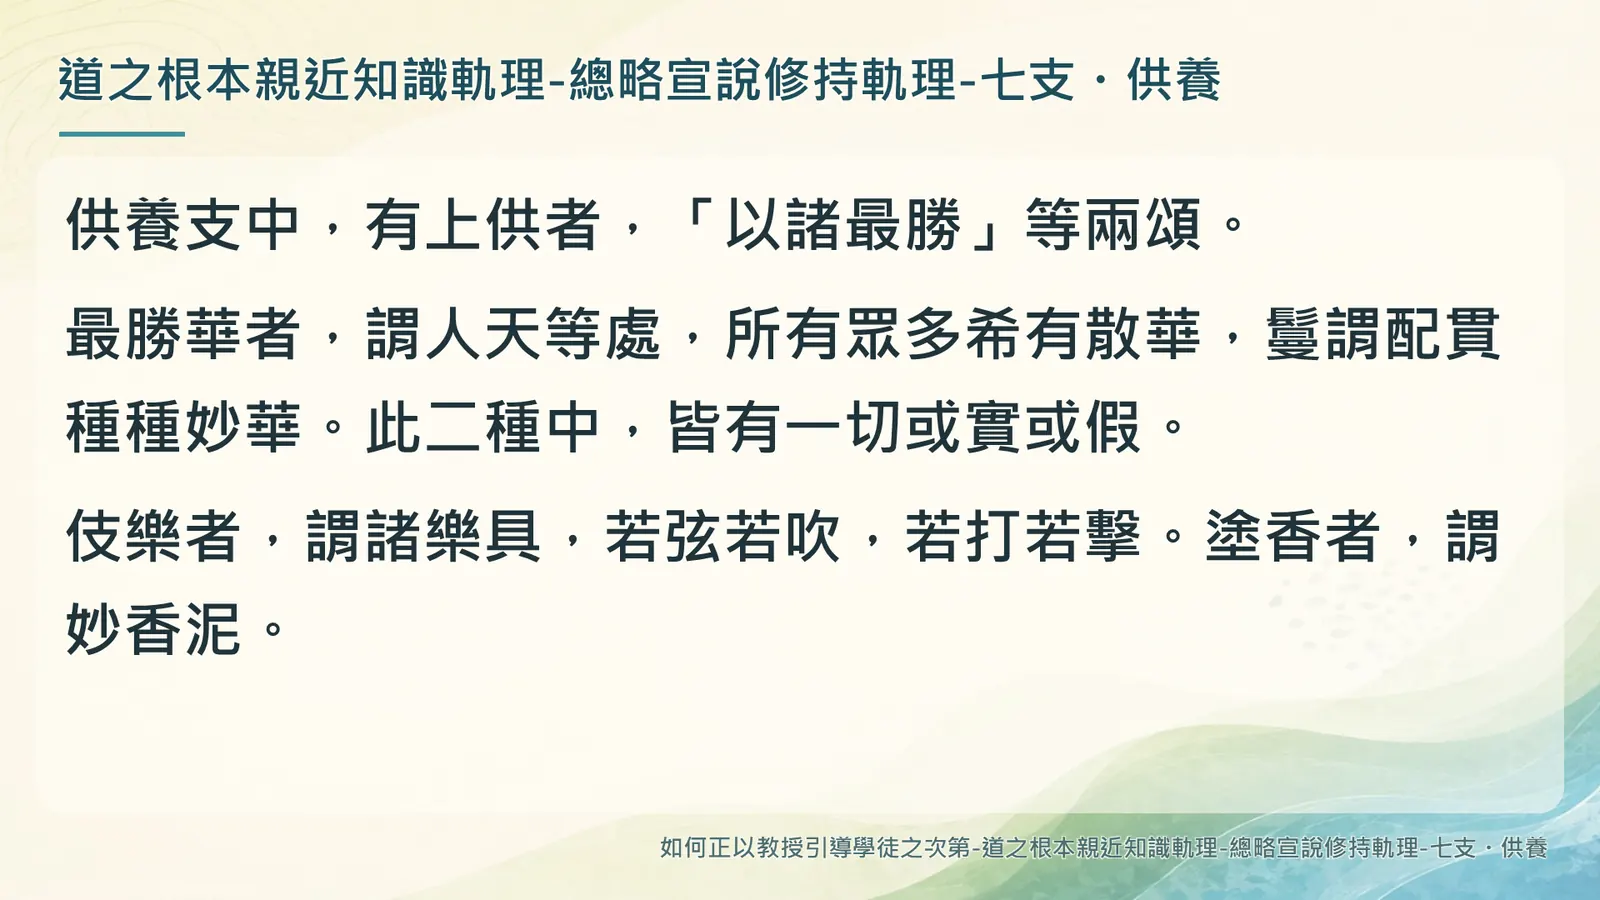 道之根本親近知識軌理-總略宣說修持軌理-七支・供養
供養支中，有上供者，「以諸最勝」等兩頌。
最勝華者，謂人天等處，所有眾多希有散華，鬘謂配貫
種種妙華。此二種中，皆有一切或實或假。
伎樂者，謂諸樂具，若弦若吹，若打若擊。塗香者，謂
妙香泥。
如何正以教授引導學徒之次第-道之根本親近知識軌理-總略宣說修持軌理-七支・供養